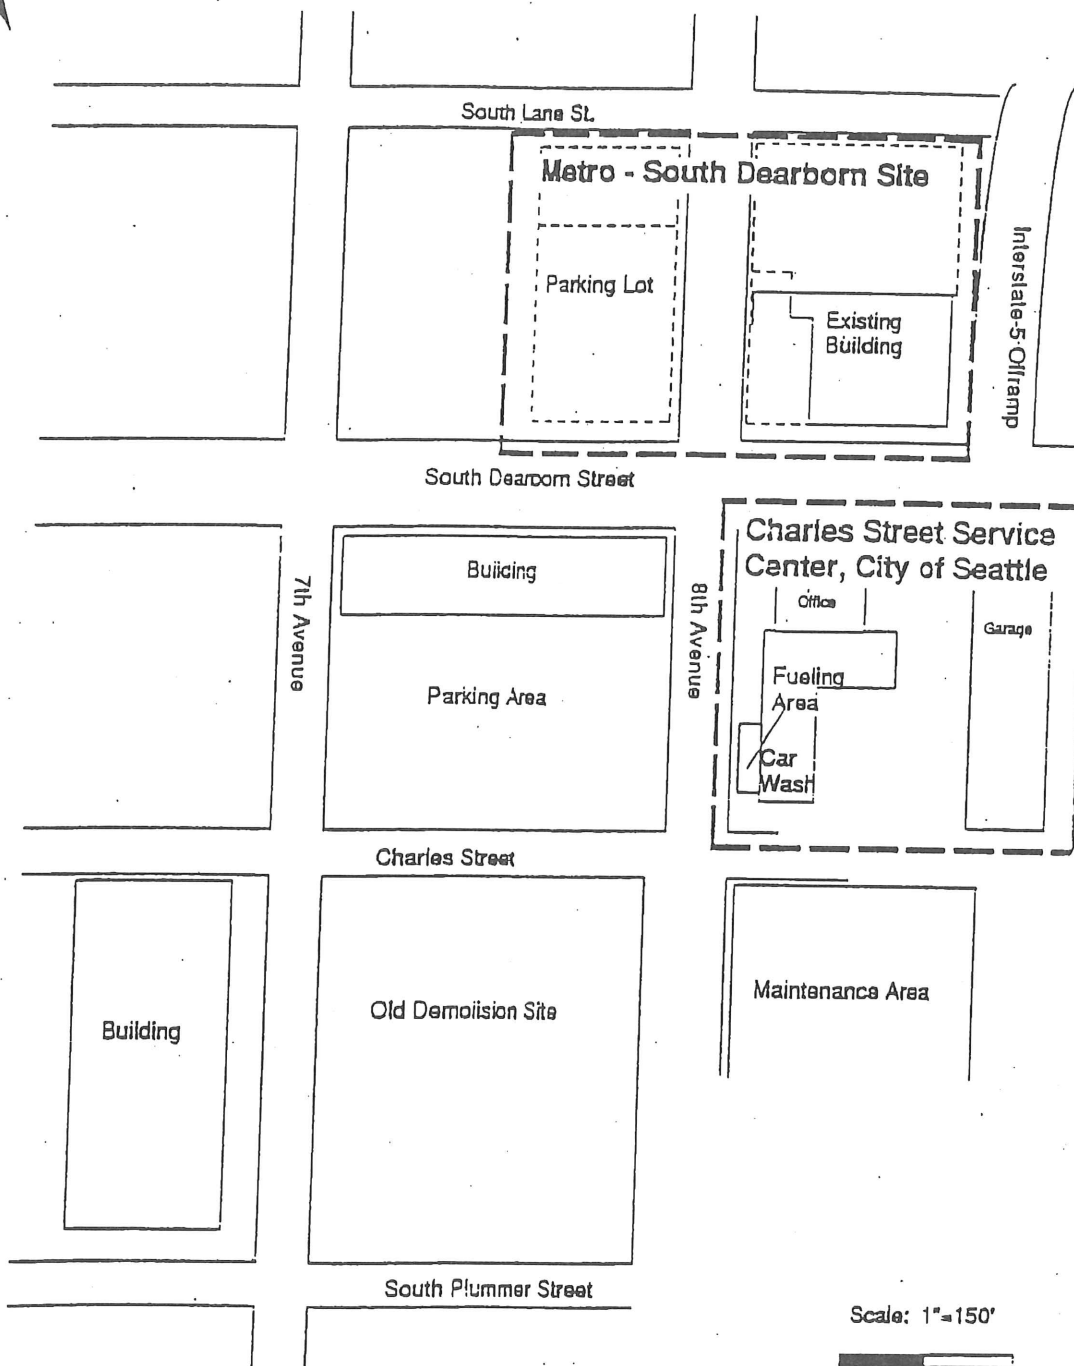 South Lane St.
Metro - South Dearborn Site
Parking Lot
Existing
Building
Interstate-5-Offramp
South Dearborn Street
Charles Street Service
Center, City of Seattle
Building
7th Avenue
8th Avenue
Office
Garage
Fueling
Area
Parking Area
Car
Wash
Charles Street
Maintenance Area
Old Demolision Site
Building
South Plummer Street
Scale: 1"=150'